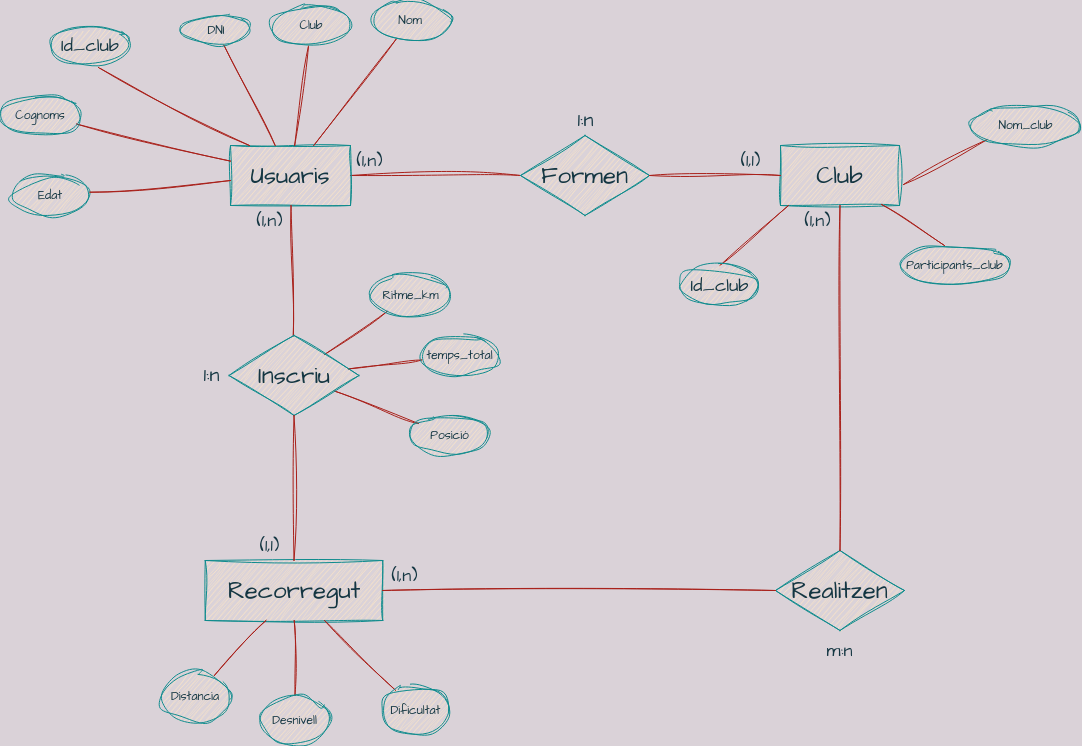 Nom
Club
DNI
Id_club
Cognoms
1:n
Nom_club
(1,n)
(1,1)
Usuaris
Formen
Club
Edat
(1,n)
(1,n)
Participants_club
Id_club
Ritme_km
temps_total
1:n
Inscriu
Posició
(1,1)
(1,n)
Recorregut
Realitzen
m:n
Distancia
Desnivell
Dificultat